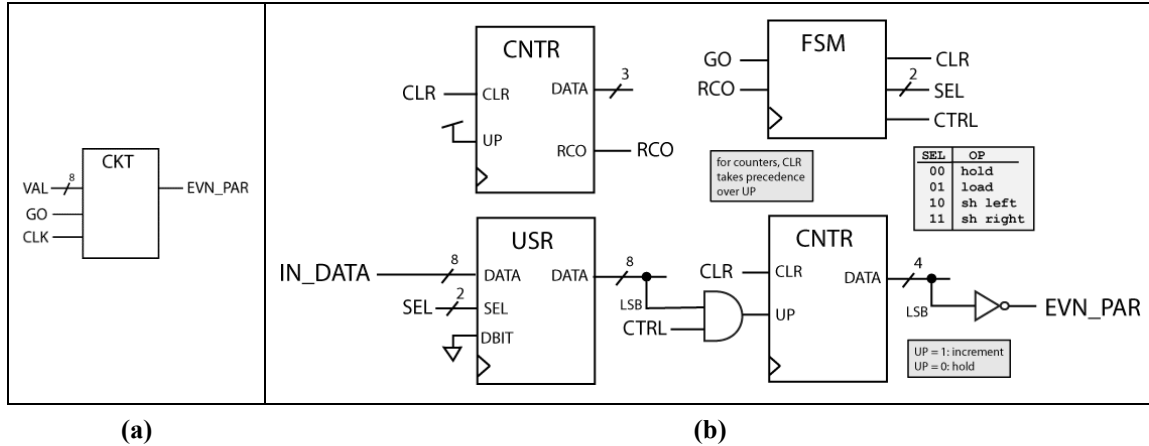 CKT
VAL
8
GO
CLK
EVN_PAR
CNTR
CLR
CLR
DATA
3
UP
RCO
RCO
FSM
GO
RCO
CLR
2
SEL
CTRL
for counters, CLR
takes precedence
over UP
SEL OP
00 hold
01 load
10 sh left
11 sh right
USR
IN_DATA
8
DATA
DATA
8
SEL
2
SEL
DBIT
LSB
CTRL
CNTR
CLR
CLR
DATA
4
UP
LSB
EVN_PAR
UP = 1: increment
UP = 0: hold
(a)
(b)